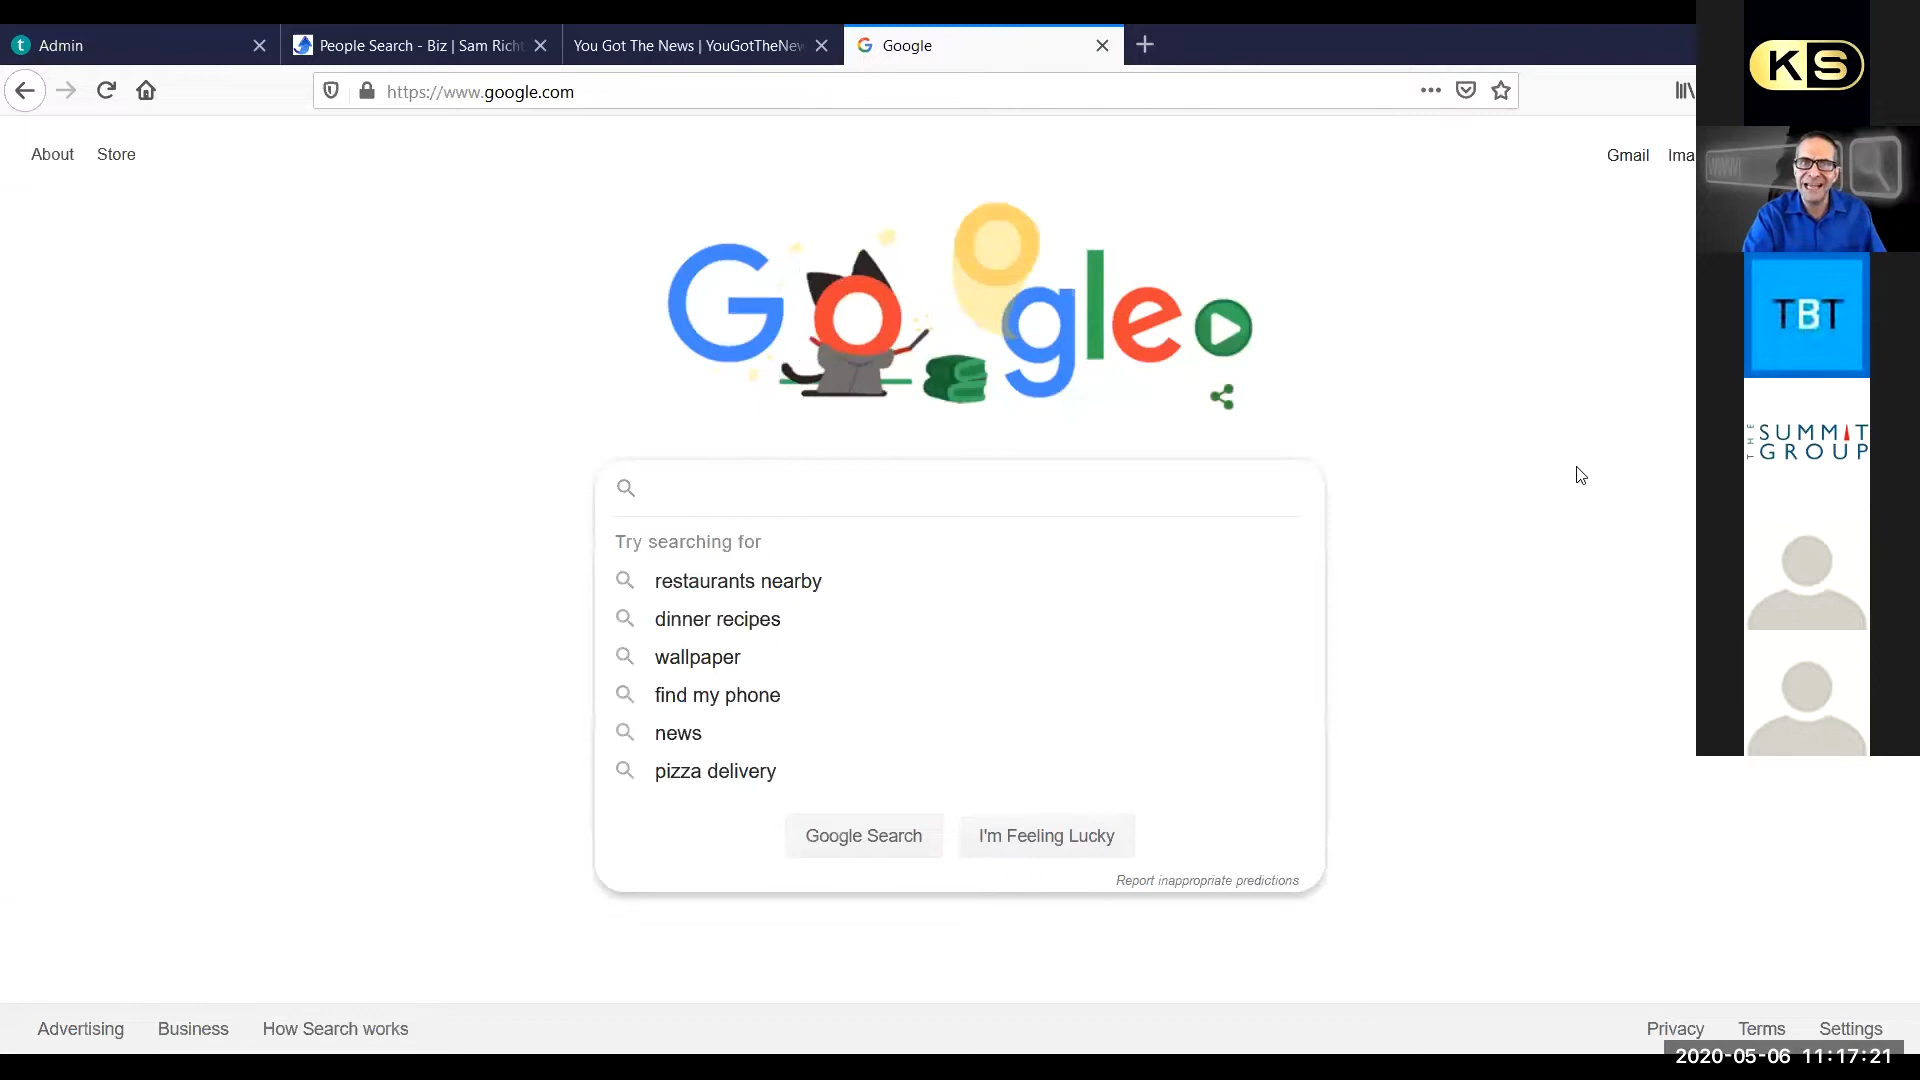 Admin
People Search - Biz | Sam Richt
You Got The News | YouGotTheNew
Google
https://www.google.com
About Store
Gmail Ima
KS
WWW
Google
TBT
THE SUMMIT GROUP
Try searching for
restaurants nearby
dinner recipes
wallpaper
find my phone
news
pizza delivery
Google Search
I'm Feeling Lucky
Report inappropriate predictions
Advertising Business How Search works
Privacy Terms Settings
2020-05-06 11:17:21